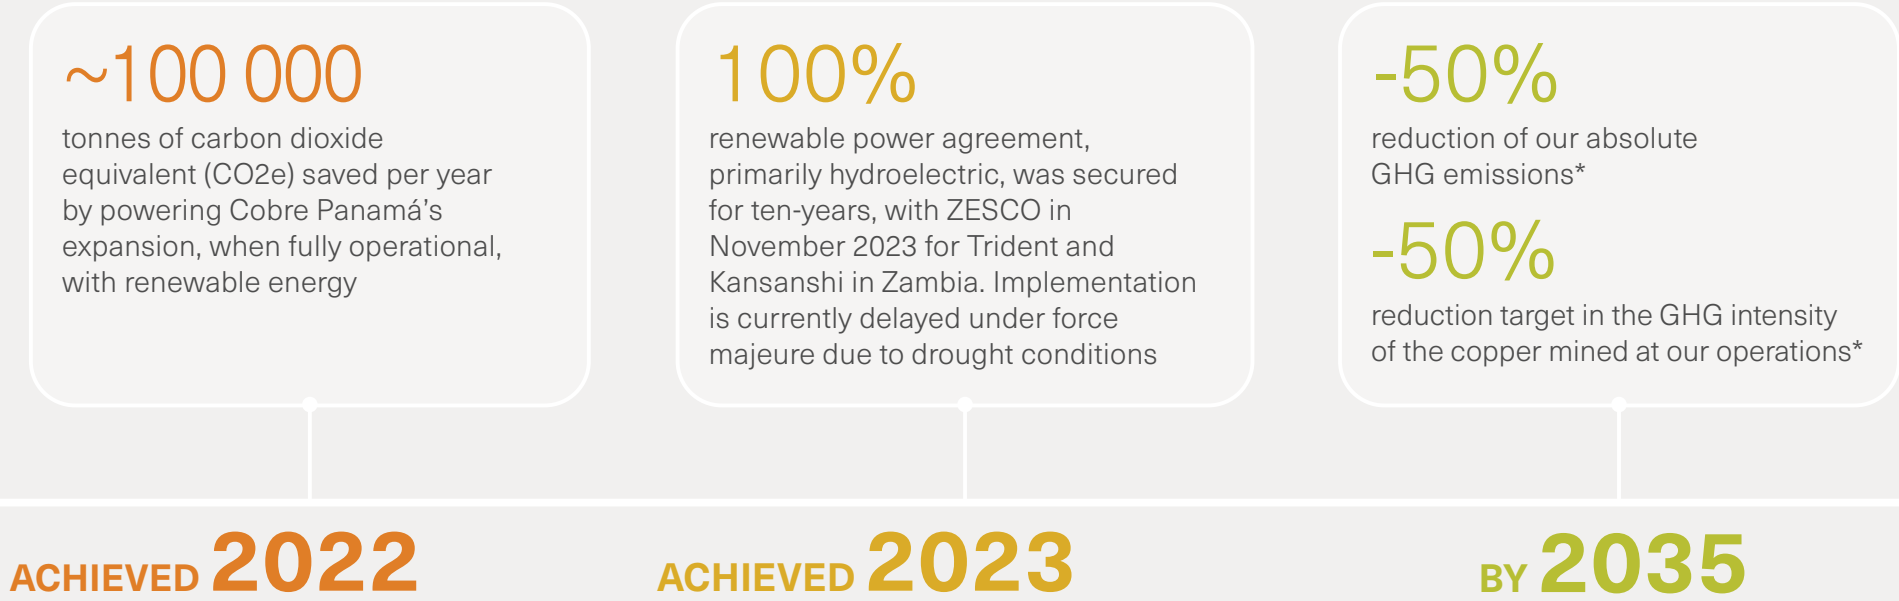 ~100 000
tonnes of carbon dioxide
equivalent (CO2e) saved per year
by powering Cobre Panamá’s
expansion, when fully operational,
with renewable energy
ACHIEVED 2022
100%
renewable power agreement,
primarily hydroelectric, was secured
for ten-years, with ZESCO in
November 2023 for Trident and
Kansanshi in Zambia. Implementation
is currently delayed under force
majeure due to drought conditions
ACHIEVED 2023
-50%
reduction of our absolute
GHG emissions*
-50%
reduction target in the GHG intensity
of the copper mined at our operations*
BY 2035